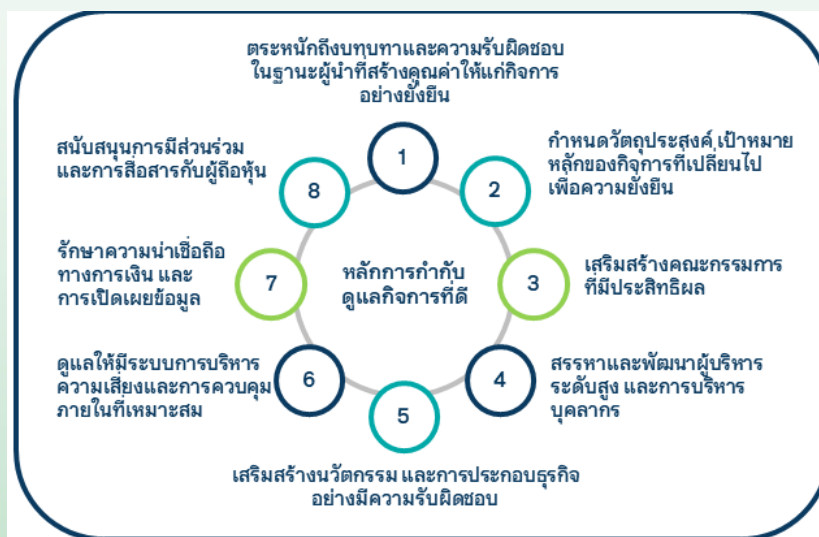 ตระหนักถึงบทบทาและความรับผิดชอบ
ในฐานะผู้นำที่สร้างคุณค่าให้แก่กิจการ
อย่างยั่งยืน
1
กำหนดวัตถุประสงค์ เป้าหมาย
หลักของกิจการที่เปลี่ยนไป
เพื่อความยั่งยืน
2
เสริมสร้างคณะกรรมการ
ที่มีประสิทธิผล
3
สรรหาและพัฒนาผู้บริหาร
ระดับสูง และการบริหาร
บุคลากร
4
5
เสริมสร้างนวัตกรรม และการประกอบธุรกิจ
อย่างมีความรับผิดชอบ
ดูแลให้มีระบบการบริหาร
ความเสี่ยงและการควบคุม
ภายในที่เหมาะสม
6
รักษาความน่าเชื่อถือ
ทางการเงิน และ
การเปิดเผยข้อมูล
7
สนับสนุนการมีส่วนร่วม
และการสื่อสารกับผู้ถือหุ้น
8
หลักการกำกับ
ดูแลกิจการที่ดี